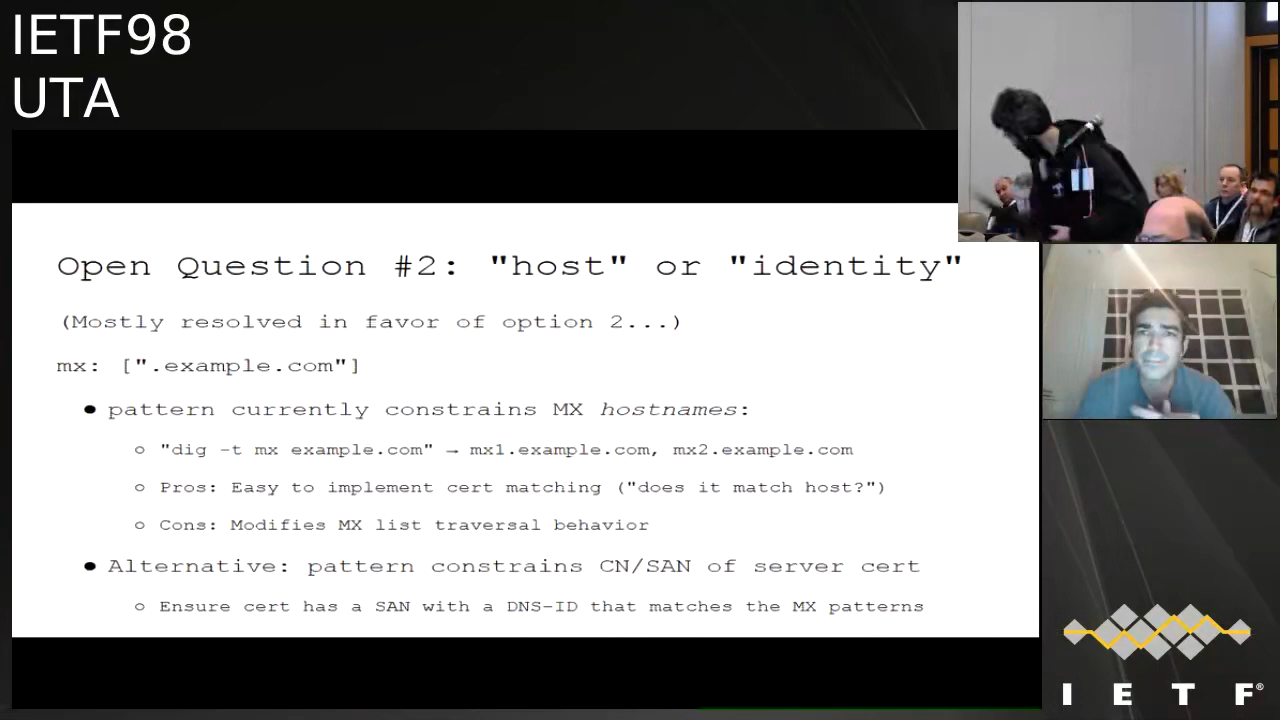 IETF98
UTA
Open Question #2: "host" or "identity"
(Mostly resolved in favor of option 2...)
mx: [".example.com"]
● pattern currently constrains MX hostnames:
○ "dig -t mx example.com" → mx1.example.com, mx2.example.com
○ Pros: Easy to implement cert matching ("does it match host?")
○ Cons: Modifies MX list traversal behavior
● Alternative: pattern constrains CN/SAN of server cert
○ Ensure cert has a SAN with a DNS-ID that matches the MX patterns
I E T F®